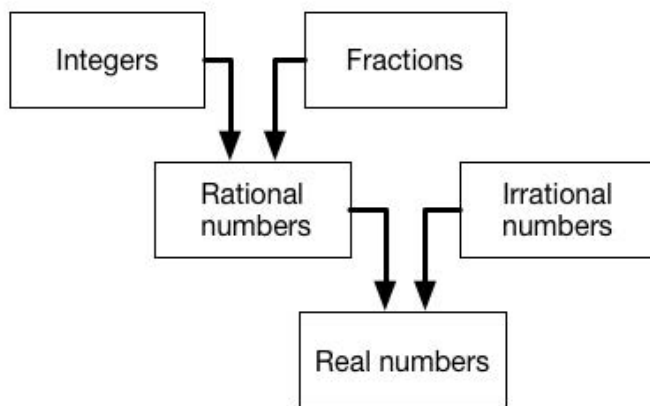 Integers
Fractions
Rational
numbers
Irrational
numbers
Real numbers